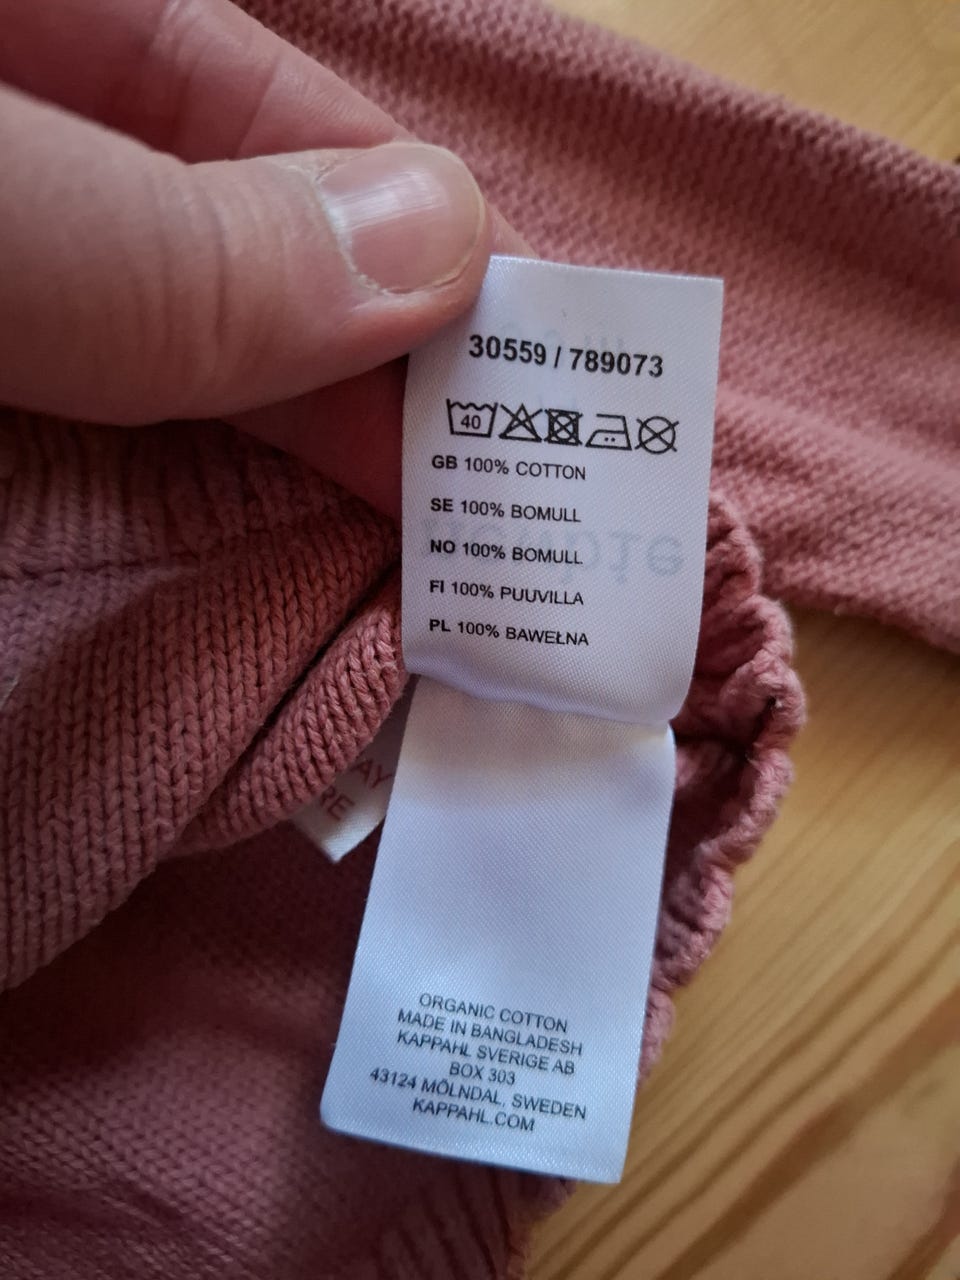 30559 / 789073
40
GB 100% COTTON
SE 100% BOMULL
NO 100% BOMULL
FI 100% PUUVILLA
PL 100% BAWEŁNA
ORGANIC COTTON
MADE IN BANGLADESH
KAPPAHL SVERIGE AB
BOX 303
43124 MÖLNDAL, SWEDEN
KAPPAHL.COM